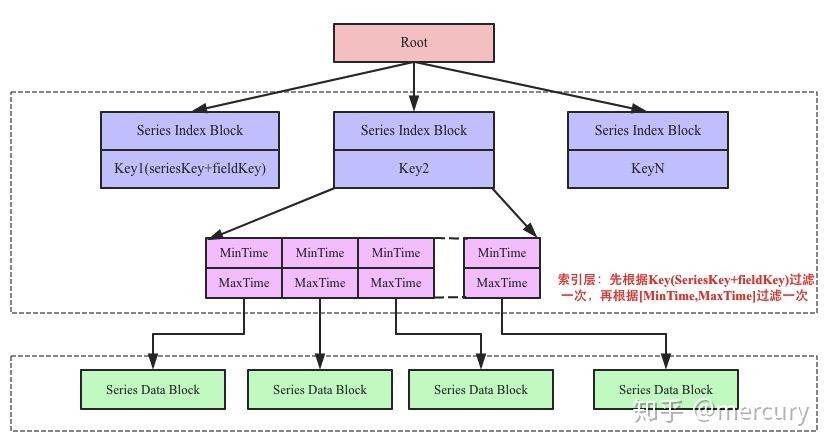 Root
Series Index Block
Key1(seriesKey+fieldKey)
Series Index Block
Key2
Series Index Block
KeyN
MinTime
MinTime
MinTime
MinTime
MaxTime
MaxTime
MaxTime
MaxTime
索引层：先根据Key(SeriesKey+fieldKey)过滤
一次，再根据[MinTime,MaxTime]过滤一次
Series Data Block
Series Data Block
Series Data Block
Series Data Block
知乎 @mercury